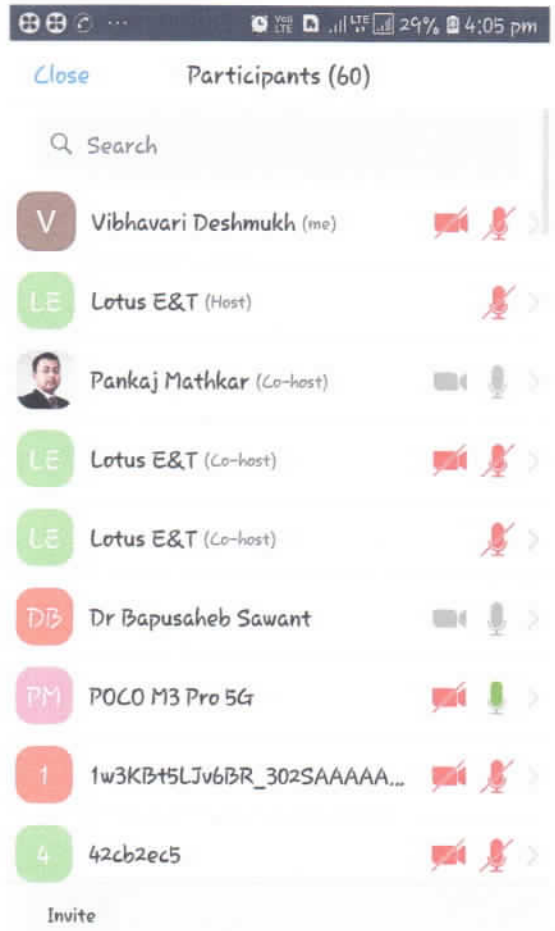 VoLTE LTE 29% 4:05 pm
Close Participants (60)
Search
V Vibhavari Deshmukh (me)
LE Lotus E&T (Host)
Pankaj Mathkar (Co-host)
LE Lotus E&T (Co-host)
LE Lotus E&T (Co-host)
DB Dr Bapusaheb Sawant
PM POCO M3 Pro 5G
1 1w3KBt5LJv6BR_302SAAAAA...
4 42cb2ec5
Invite